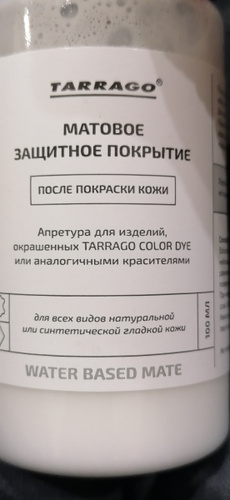 TARRAGO®
МАТОВОЕ
ЗАЩИТНОЕ ПОКРЫТИЕ
ПОСЛЕ ПОКРАСКИ КОЖИ
Апретура для изделий,
окрашенных TARRAGO COLOR DYE
или аналогичными красителями
для всех видов натуральной
или синтетической гладкой кожи
100 МЛ
WATER BASED MATE